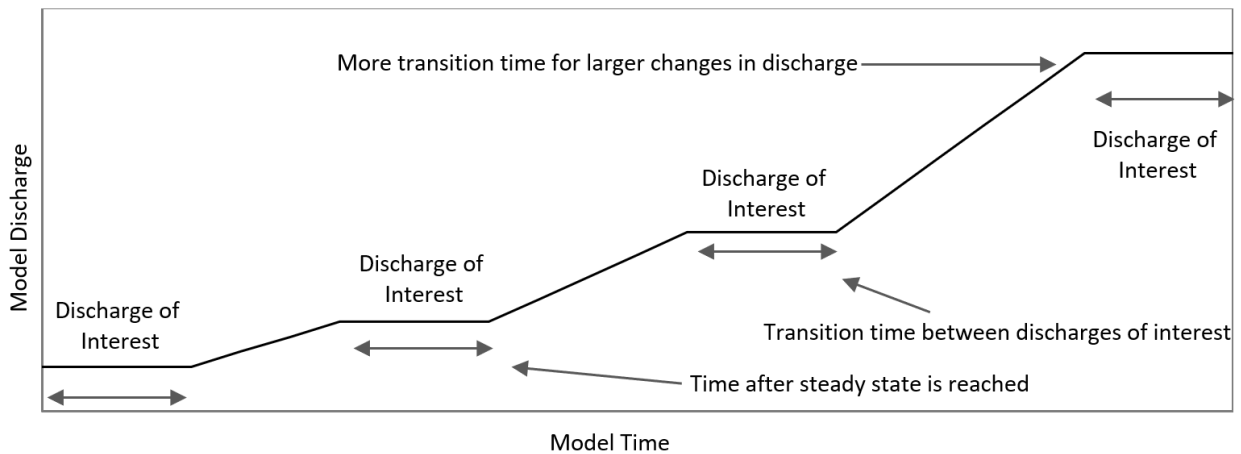 More transition time for larger changes in discharge
Discharge of
Interest
Discharge of
Interest
Discharge of
Interest
Discharge of
Interest
Transition time between discharges of interest
Time after steady state is reached
Model Discharge
Model Time